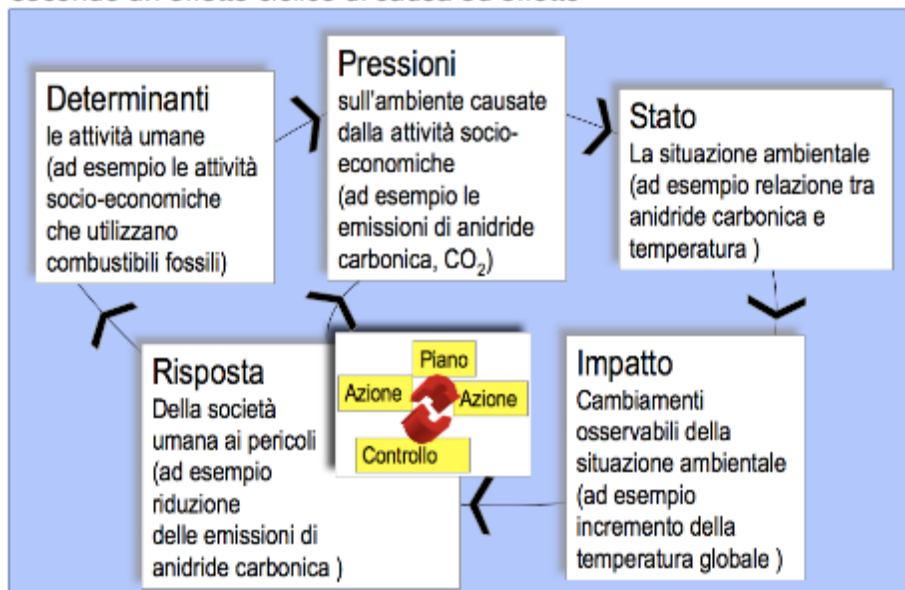 Determinanti
le attività umane
(ad esempio le attività
socio-economiche
che utilizzano
combustibili fossili)
Pressioni
sull'ambiente causate
dalla attività socio-
economiche
(ad esempio le
emissioni di anidride
carbonica, CO₂)
Stato
La situazione ambientale
(ad esempio relazione tra
anidride carbonica e
temperatura )
Impatto
Cambiamenti
osservabili della
situazione ambientale
(ad esempio
incremento della
temperatura globale )
Risposta
Della società
umana ai pericoli
(ad esempio
riduzione
delle emissioni di
anidride carbonica )
Piano
Azione
Azione
Controllo